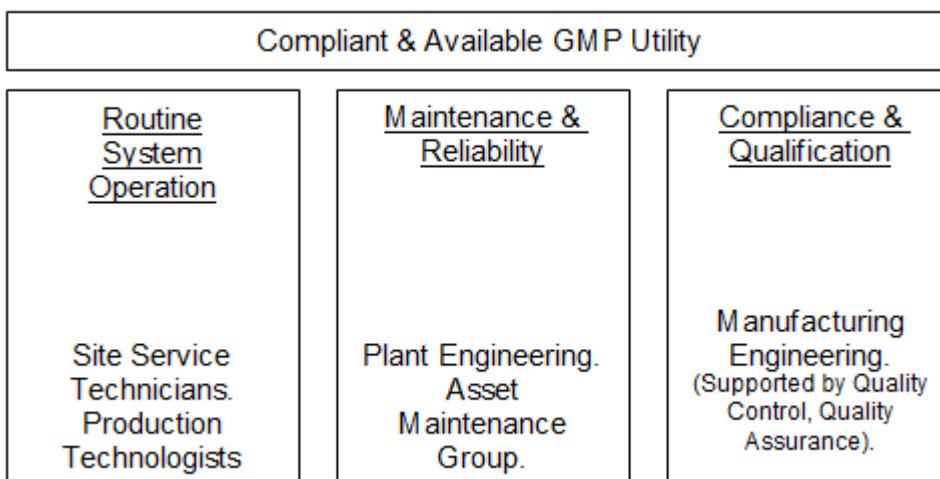 Compliant & Available GMP Utility
Routine
System
Operation
Site Service
Technicians.
Production
Technologists
Maintenance &
Reliability
Plant Engineering.
Asset
Maintenance
Group.
Compliance &
Qualification
Manufacturing
Engineering.
(Supported by Quality
Control, Quality
Assurance).